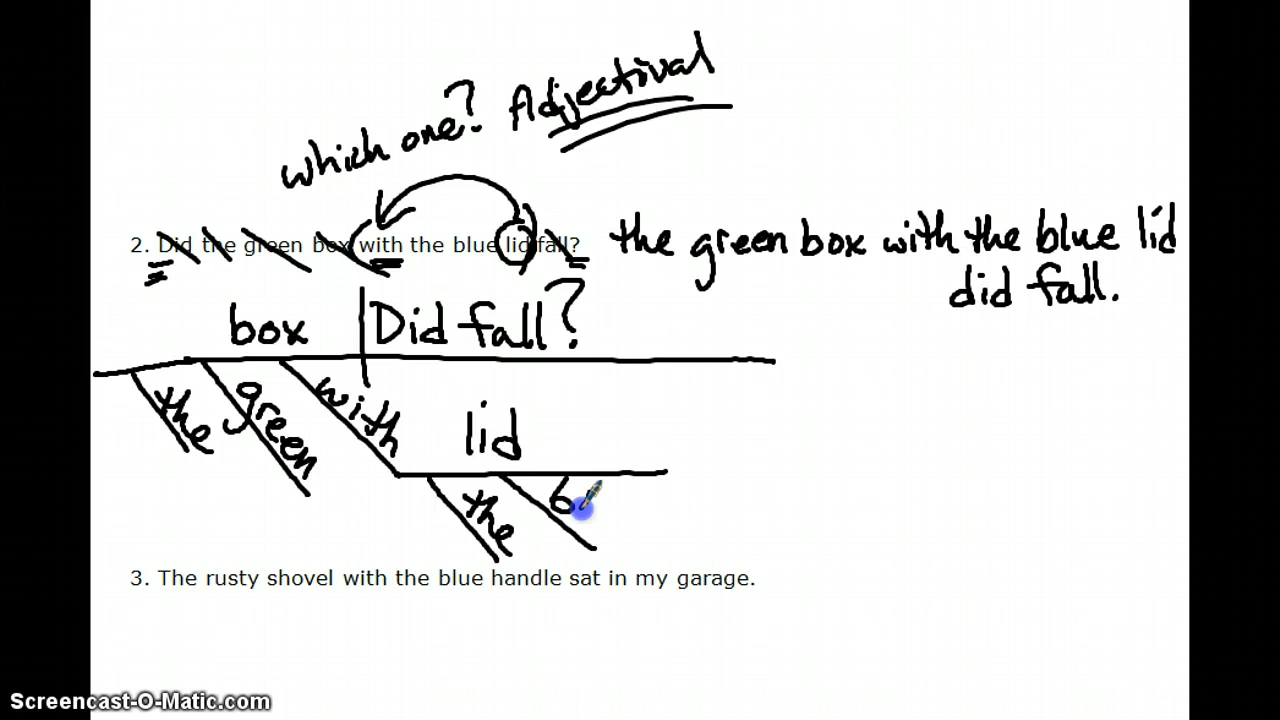 which one? Adjectival
2. Did the green box with the blue lid fall? the green box with the blue lid
did fall.
box Did fall?
the green with lid
the b
3. The rusty shovel with the blue handle sat in my garage.
Screencast-O-Matic.com